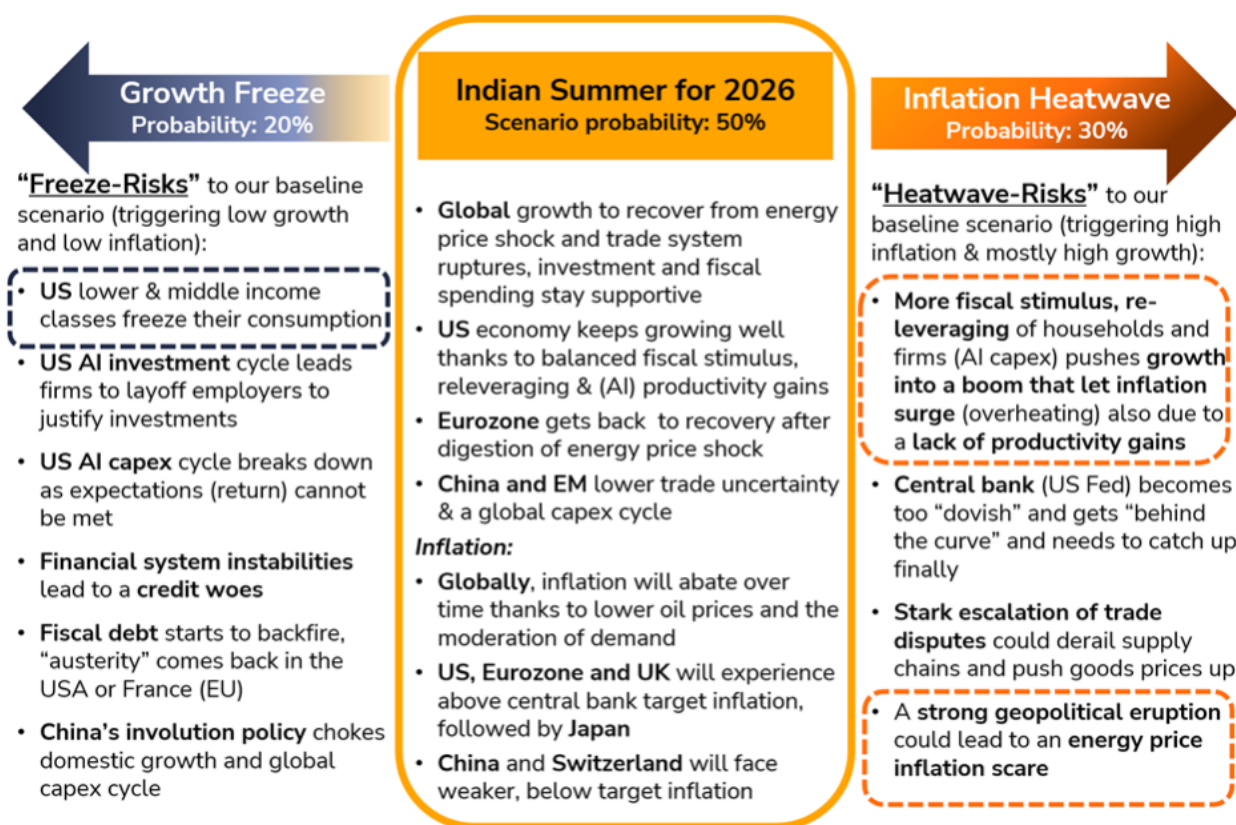 Growth Freeze
Probability: 20%
“Freeze-Risks” to our baseline
scenario (triggering low growth
and low inflation):
• US lower & middle income
classes freeze their consumption
• US AI investment cycle leads
firms to layoff employers to
justify investments
• US AI capex cycle breaks down
as expectations (return) cannot
be met
• Financial system instabilities
lead to a credit woes
• Fiscal debt starts to backfire,
“austerity” comes back in the
USA or France (EU)
• China’s involution policy chokes
domestic growth and global
capex cycle
Indian Summer for 2026
Scenario probability: 50%
• Global growth to recover from energy
price shock and trade system
ruptures, investment and fiscal
spending stay supportive
• US economy keeps growing well
thanks to balanced fiscal stimulus,
releveraging & (AI) productivity gains
• Eurozone gets back to recovery after
digestion of energy price shock
• China and EM lower trade uncertainty
& a global capex cycle
Inflation:
• Globally, inflation will abate over
time thanks to lower oil prices and the
moderation of demand
• US, Eurozone and UK will experience
above central bank target inflation,
followed by Japan
• China and Switzerland will face
weaker, below target inflation
Inflation Heatwave
Probability: 30%
“Heatwave-Risks” to our
baseline scenario (triggering high
inflation & mostly high growth):
• More fiscal stimulus, re-
leveraging of households and
firms (AI capex) pushes growth
into a boom that let inflation
surge (overheating) also due to
a lack of productivity gains
• Central bank (US Fed) becomes
too “dovish” and gets “behind
the curve” and needs to catch up
finally
• Stark escalation of trade
disputes could derail supply
chains and push goods prices up
• A strong geopolitical eruption
could lead to an energy price
inflation scare